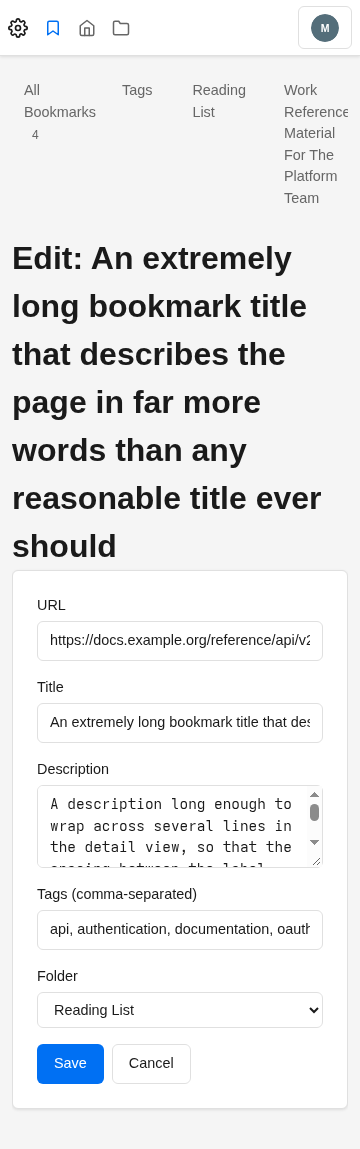 M
All Bookmarks 4
Tags
Reading List
Work Reference Material For The Platform Team
Edit: An extremely
long bookmark title
that describes the
page in far more
words than any
reasonable title ever
should
URL
https://docs.example.org/reference/api/v2
Title
An extremely long bookmark title that des
Description
A description long enough to
wrap across several lines in
the detail view, so that the
spacing between the label
Tags (comma-separated)
api, authentication, documentation, oauth
Folder
Reading List
Save
Cancel